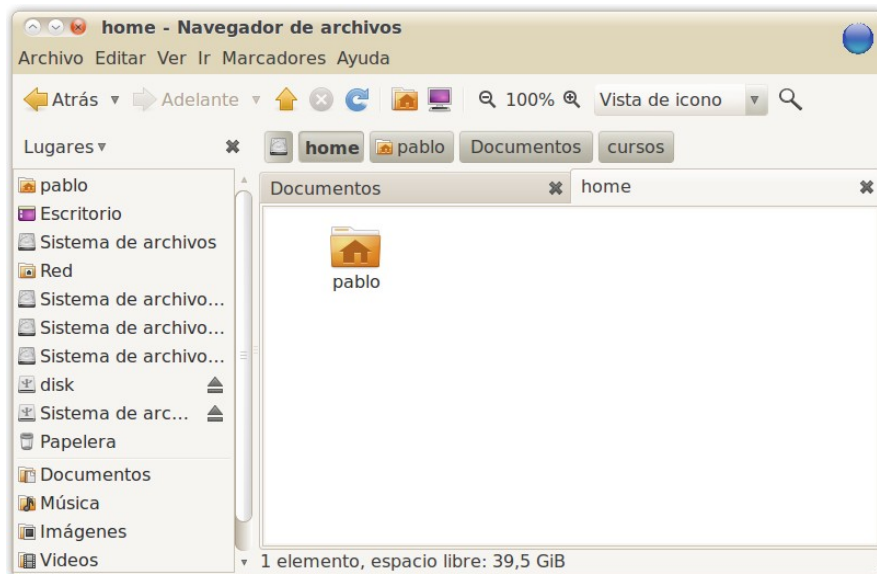 home - Navegador de archivos
Archivo Editar Ver Ir Marcadores Ayuda
Atrás Adelante 100% Vista de icono
Lugares home pablo Documentos cursos
pablo
Escritorio
Sistema de archivos
Red
Sistema de archivo...
Sistema de archivo...
Sistema de archivo...
disk
Sistema de arc...
Papelera
Documentos
Música
Imágenes
Videos
Documentos home
pablo
1 elemento, espacio libre: 39,5 GiB